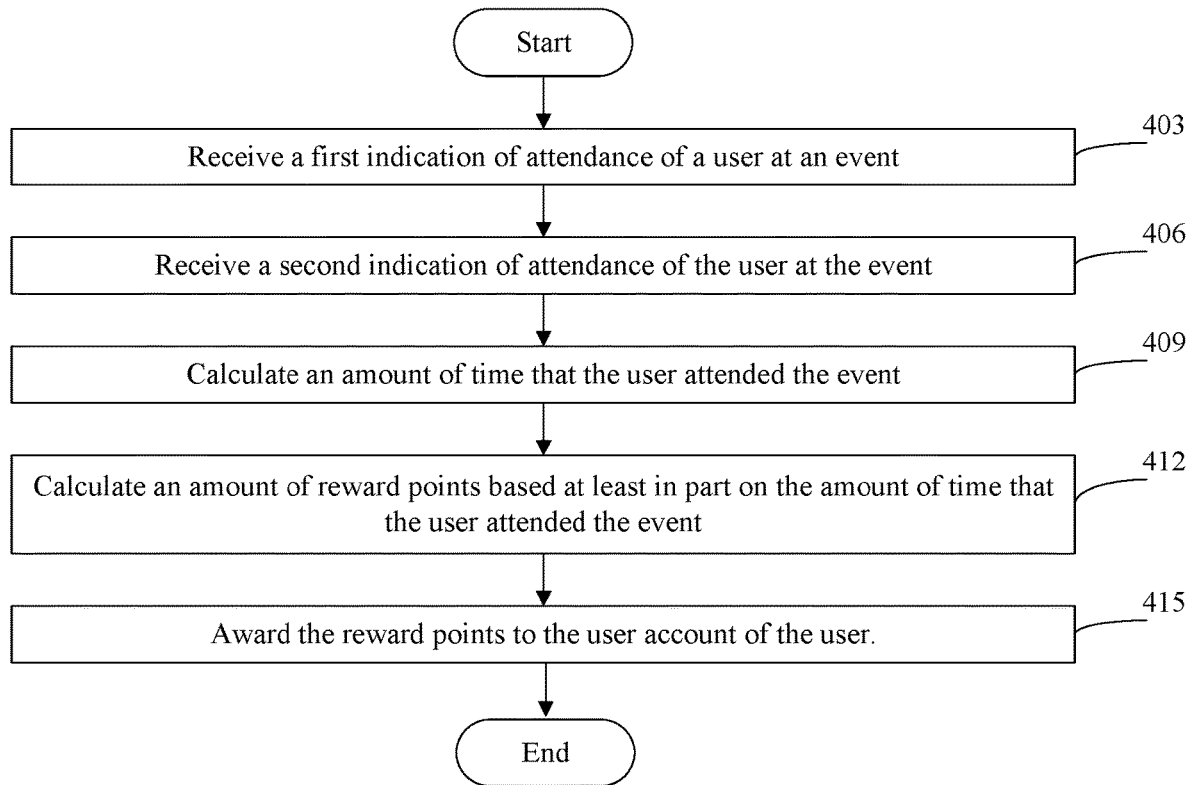 Start
403
Receive a first indication of attendance of a user at an event
406
Receive a second indication of attendance of the user at the event
409
Calculate an amount of time that the user attended the event
412
Calculate an amount of reward points based at least in part on the amount of time that
the user attended the event
415
Award the reward points to the user account of the user.
End